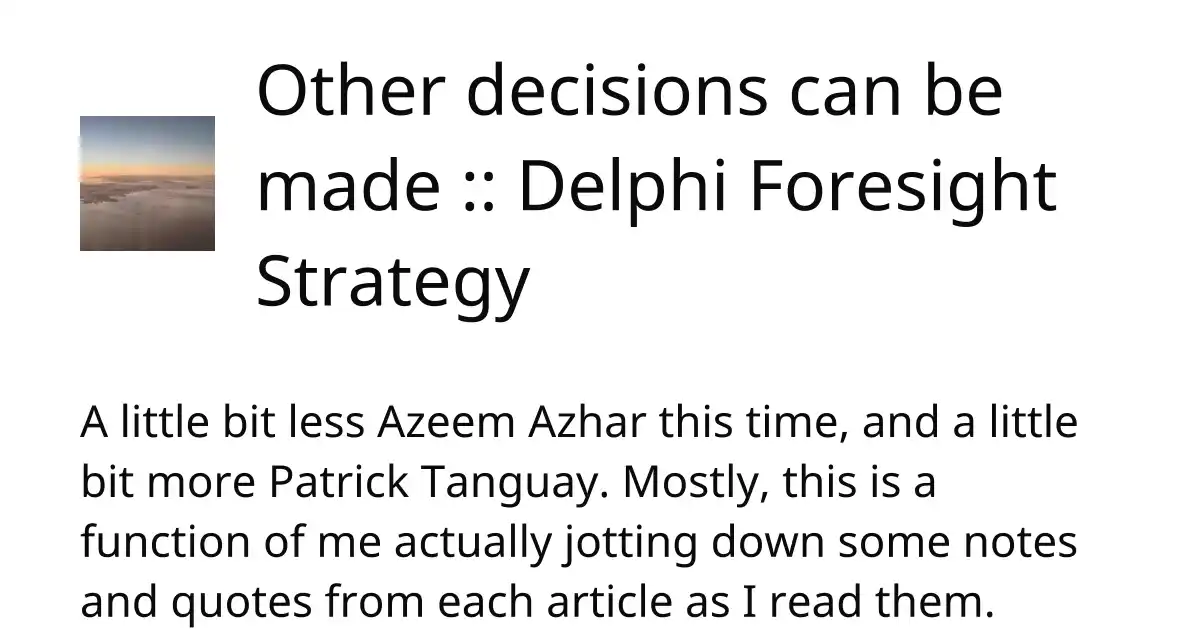 Other decisions can be
made :: Delphi Foresight
Strategy
A little bit less Azeem Azhar this time, and a little
bit more Patrick Tanguay. Mostly, this is a
function of me actually jotting down some notes
and quotes from each article as I read them.